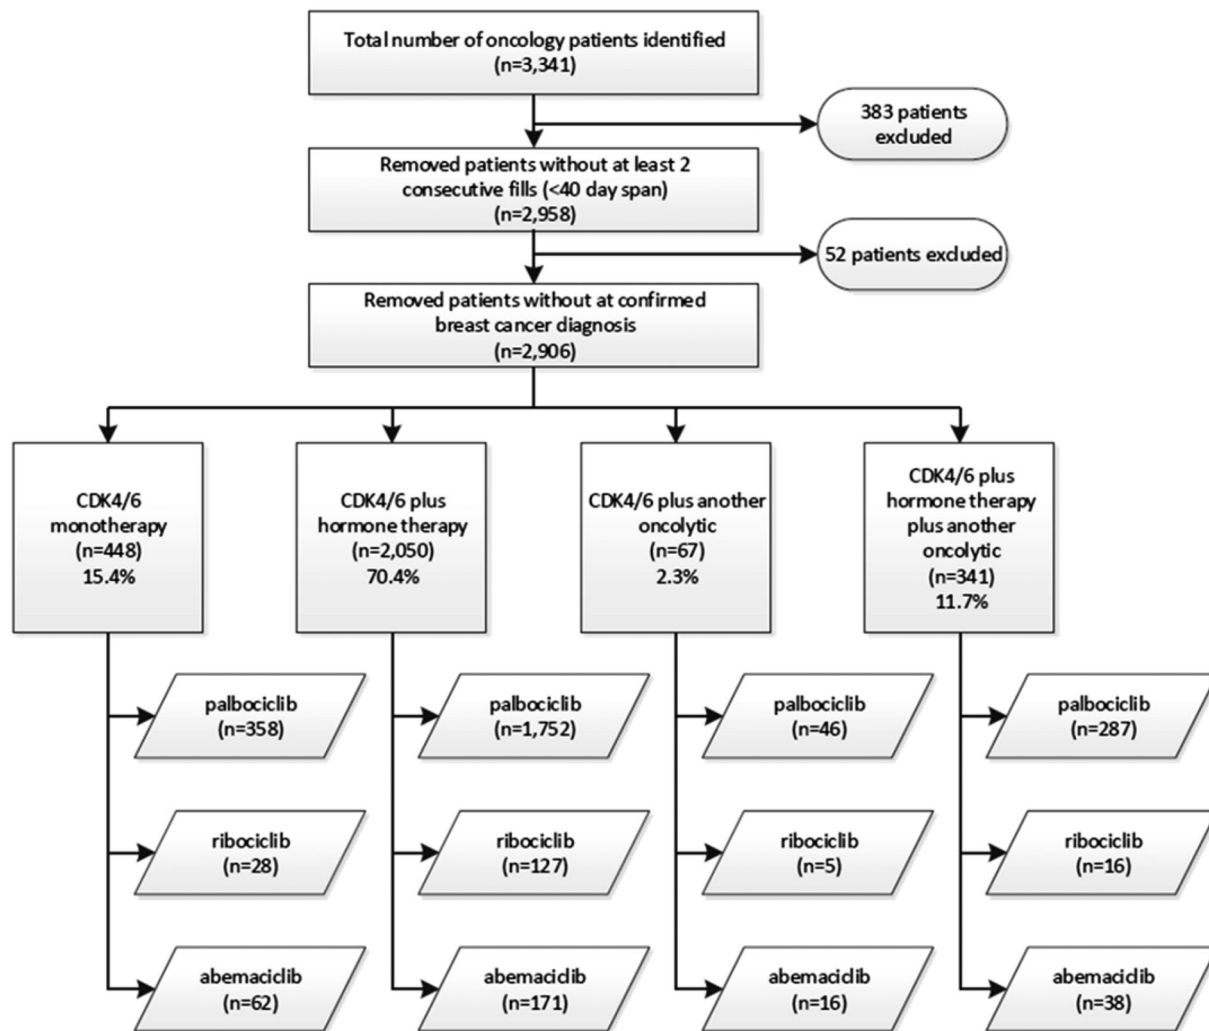 Total number of oncology patients identified
(n=3,341)
383 patients
excluded
Removed patients without at least 2
consecutive fills (<40 day span)
(n=2,958)
52 patients excluded
Removed patients without at confirmed
breast cancer diagnosis
(n=2,906)
CDK4/6
monotherapy
(n=448)
15.4%
CDK4/6 plus
hormone therapy
(n=2,050)
70.4%
CDK4/6 plus another
oncolytic
(n=67)
2.3%
CDK4/6 plus
hormone therapy
plus another
oncolytic
(n=341)
11.7%
palbociclib
(n=358)
palbociclib
(n=1,752)
palbociclib
(n=46)
palbociclib
(n=287)
ribociclib
(n=28)
ribociclib
(n=127)
ribociclib
(n=5)
ribociclib
(n=16)
abemaciclib
(n=62)
abemaciclib
(n=171)
abemaciclib
(n=16)
abemaciclib
(n=38)